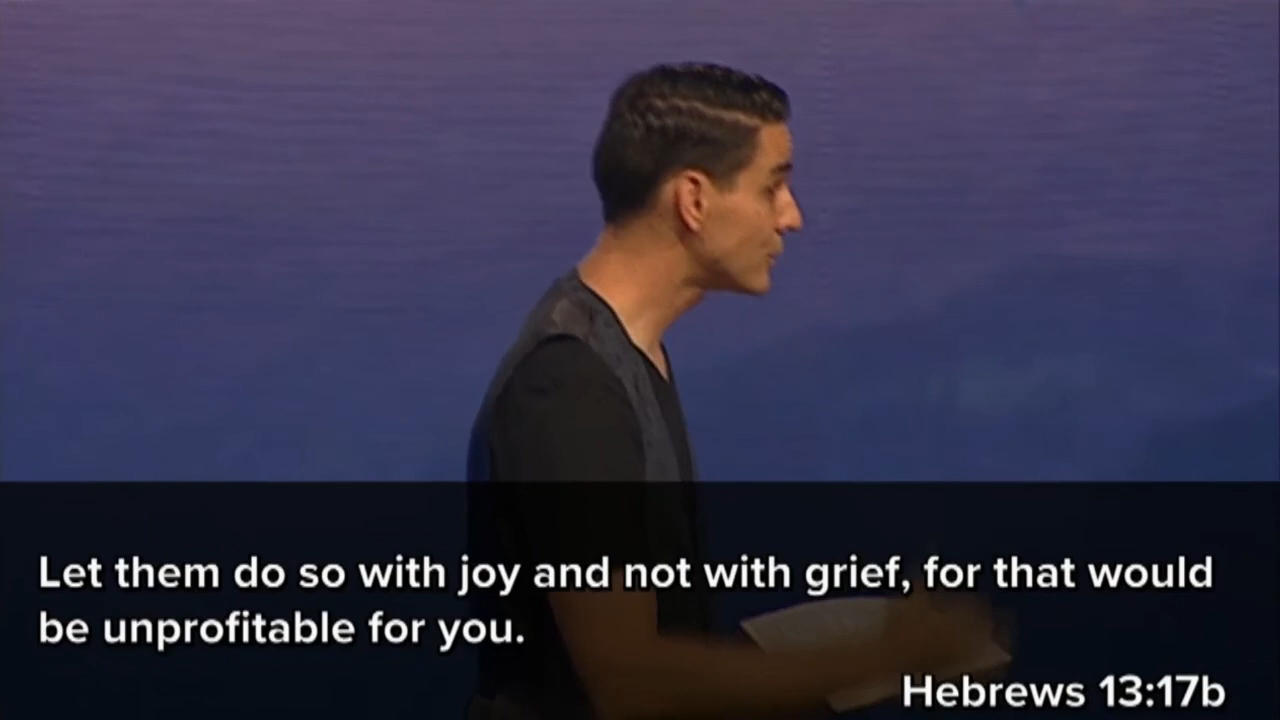 Let them do so with joy and not with grief, for that would
be unprofitable for you.
Hebrews 13:17b